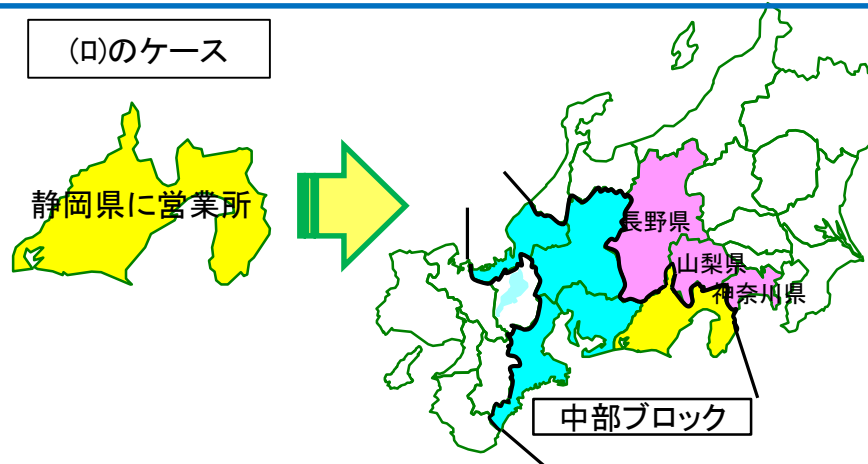 (ロ)のケース
静岡県に営業所
長野県
山梨県
神奈川県
中部ブロック